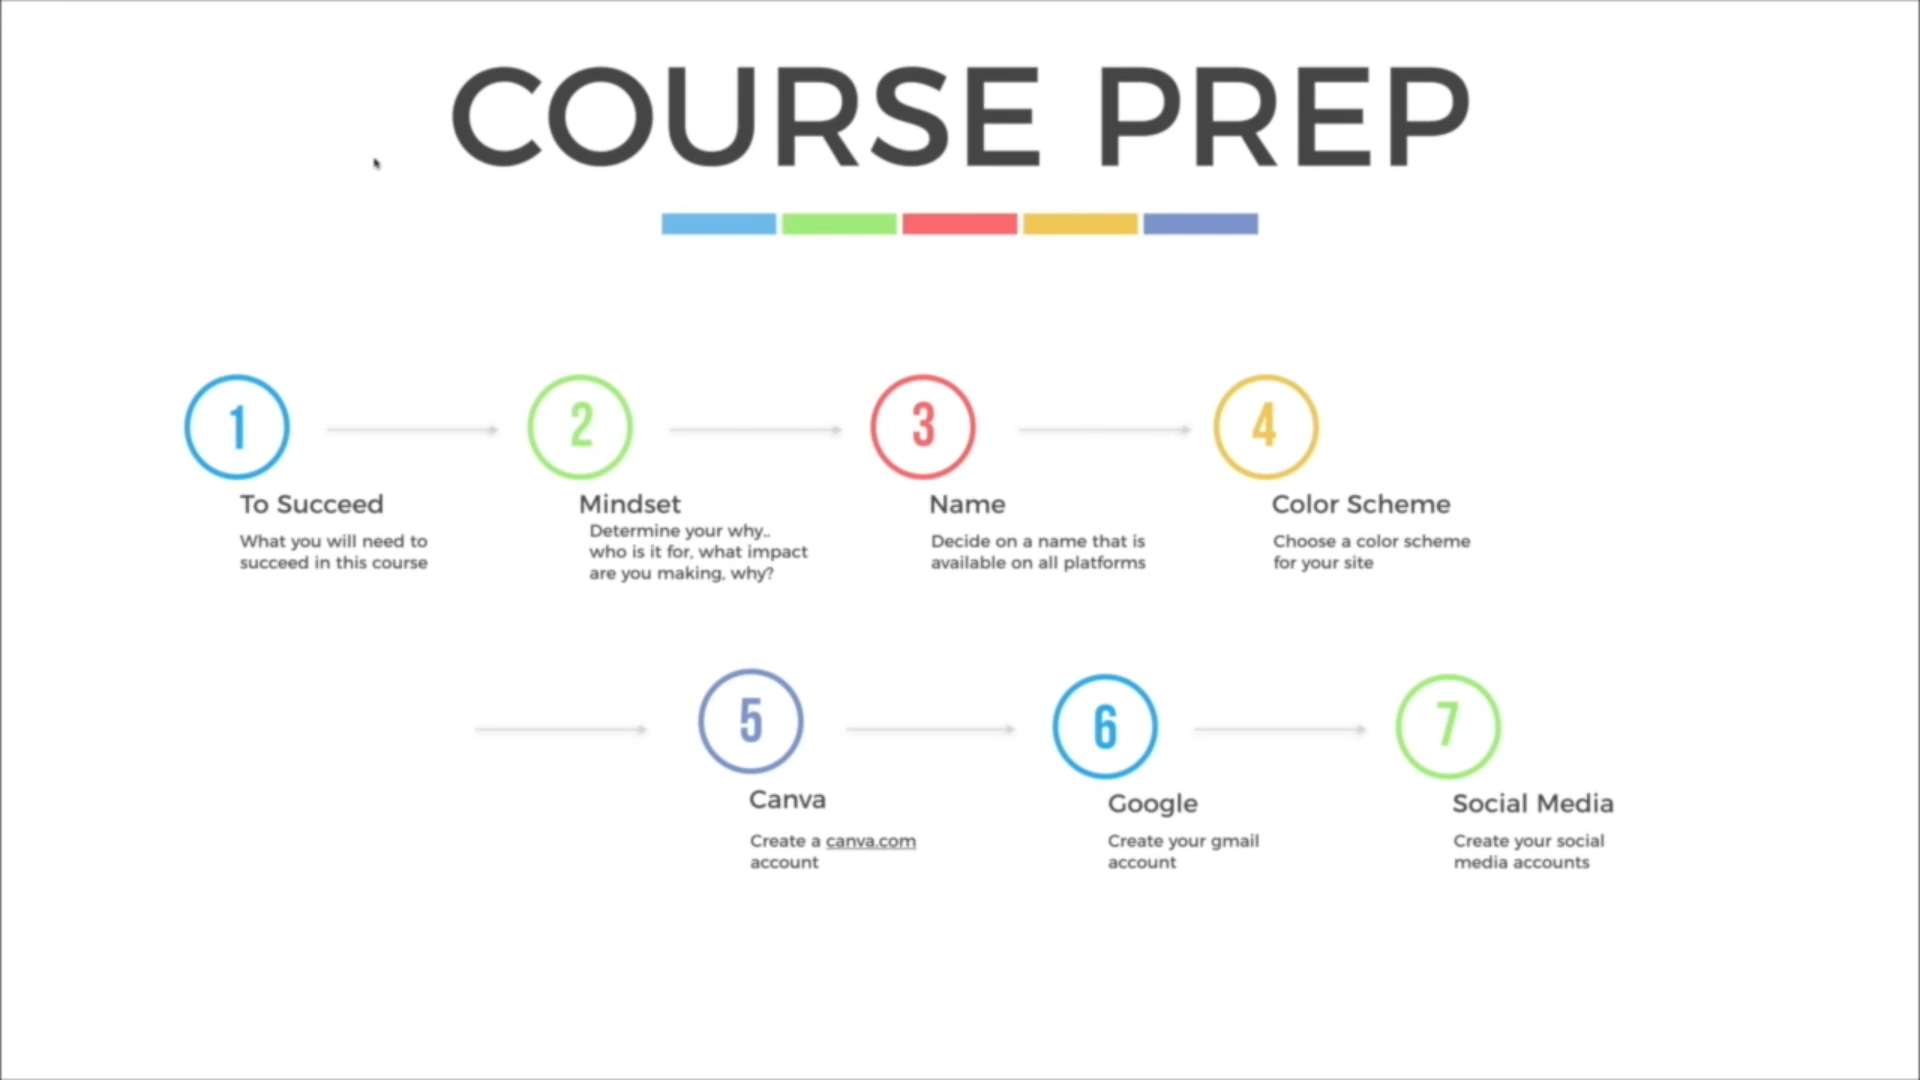 COURSE PREP
1
2
3
4
To Succeed
What you will need to
succeed in this course
Mindset
Determine your why..
who is it for, what impact
are you making, why?
Name
Decide on a name that is
available on all platforms
Color Scheme
Choose a color scheme
for your site
5
6
7
Canva
Create a canva.com
account
Google
Create your gmail
account
Social Media
Create your social
media accounts